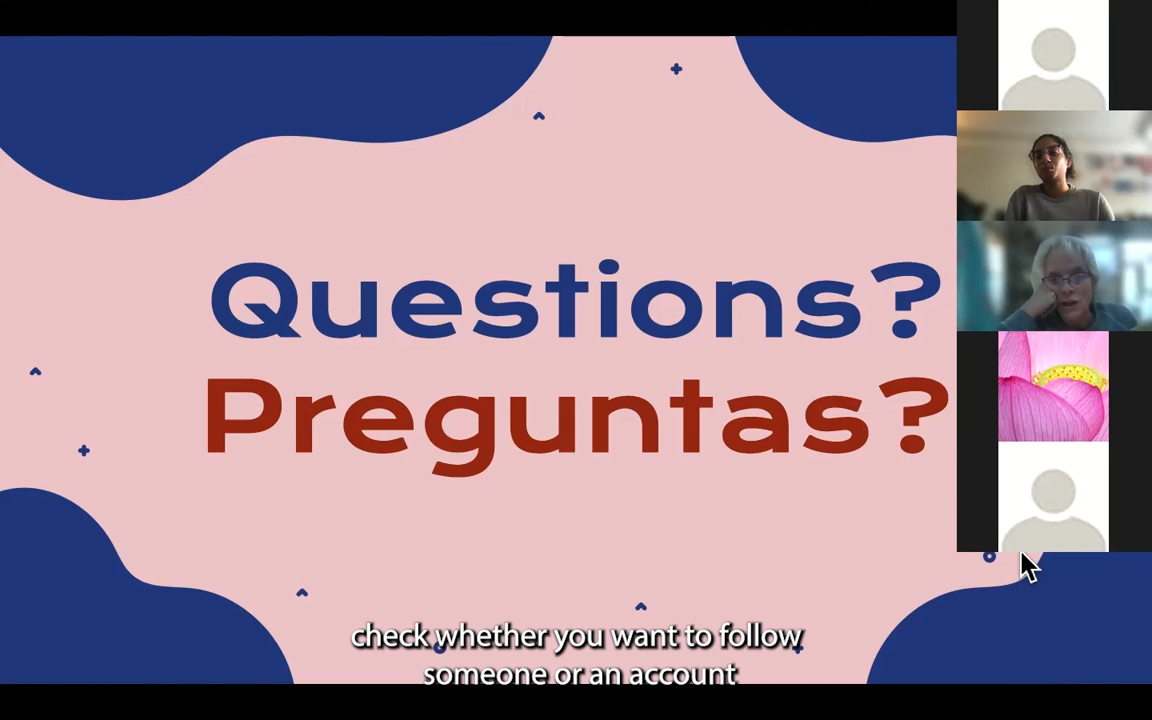 Questions?
Preguntas?
check whether you want to follow
someone or an account